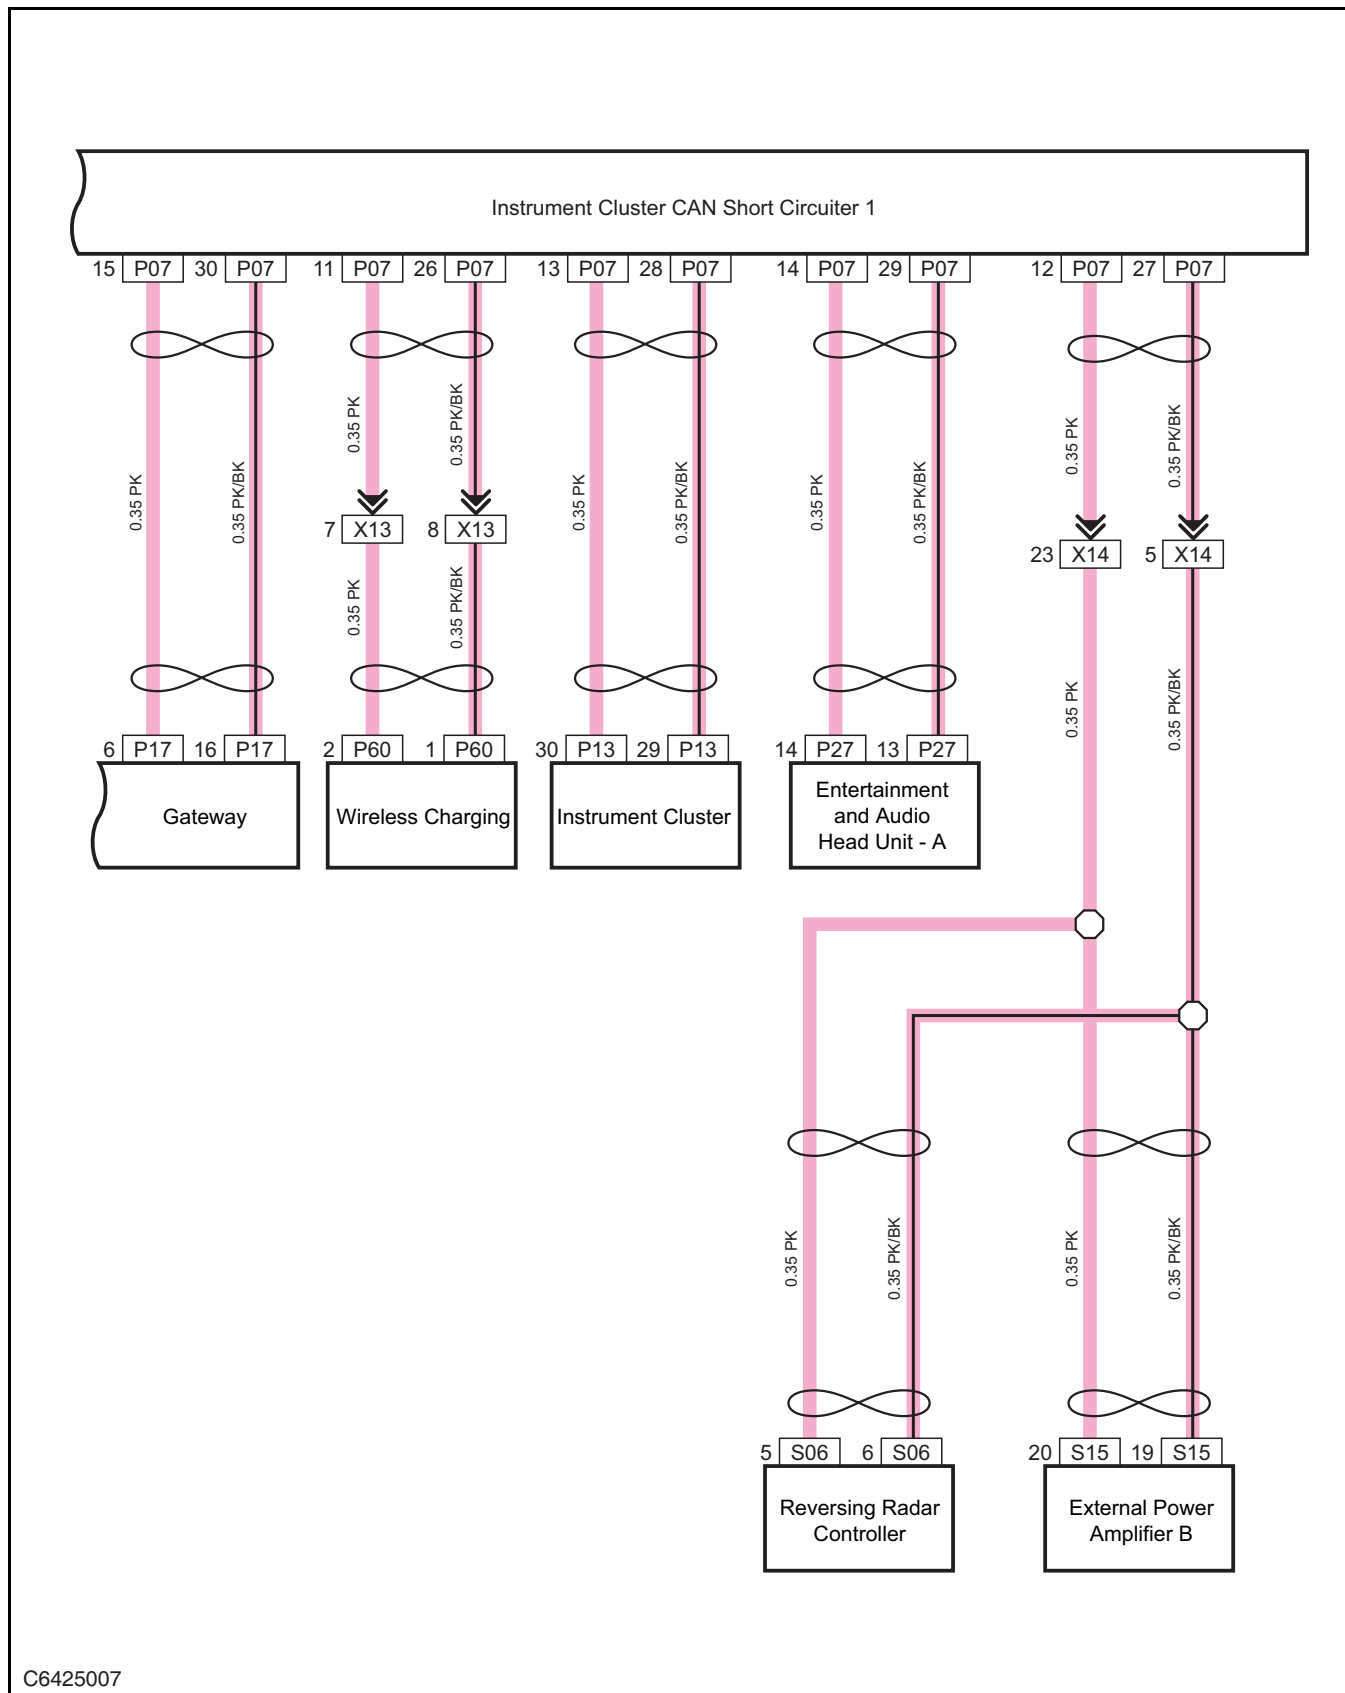 Instrument Cluster CAN Short Circuiter 1
15 P07 30 P07 11 P07 26 P07 13 P07 28 P07 14 P07 29 P07 12 P07 27 P07
0.35 PK 0.35 PK/BK 0.35 PK 0.35 PK/BK
0.35 PK 0.35 PK/BK 0.35 PK 0.35 PK/BK 0.35 PK 0.35 PK/BK
7 X13 8 X13
23 X14 5 X14
0.35 PK 0.35 PK/BK
0.35 PK 0.35 PK/BK
6 P17 16 P17 2 P60 1 P60 30 P13 29 P13 14 P27 13 P27
Gateway
Wireless Charging
Instrument Cluster
Entertainment
and Audio
Head Unit - A
0.35 PK 0.35 PK/BK 0.35 PK 0.35 PK/BK
5 S06 6 S06 20 S15 19 S15
Reversing Radar
Controller
External Power
Amplifier B
C6425007